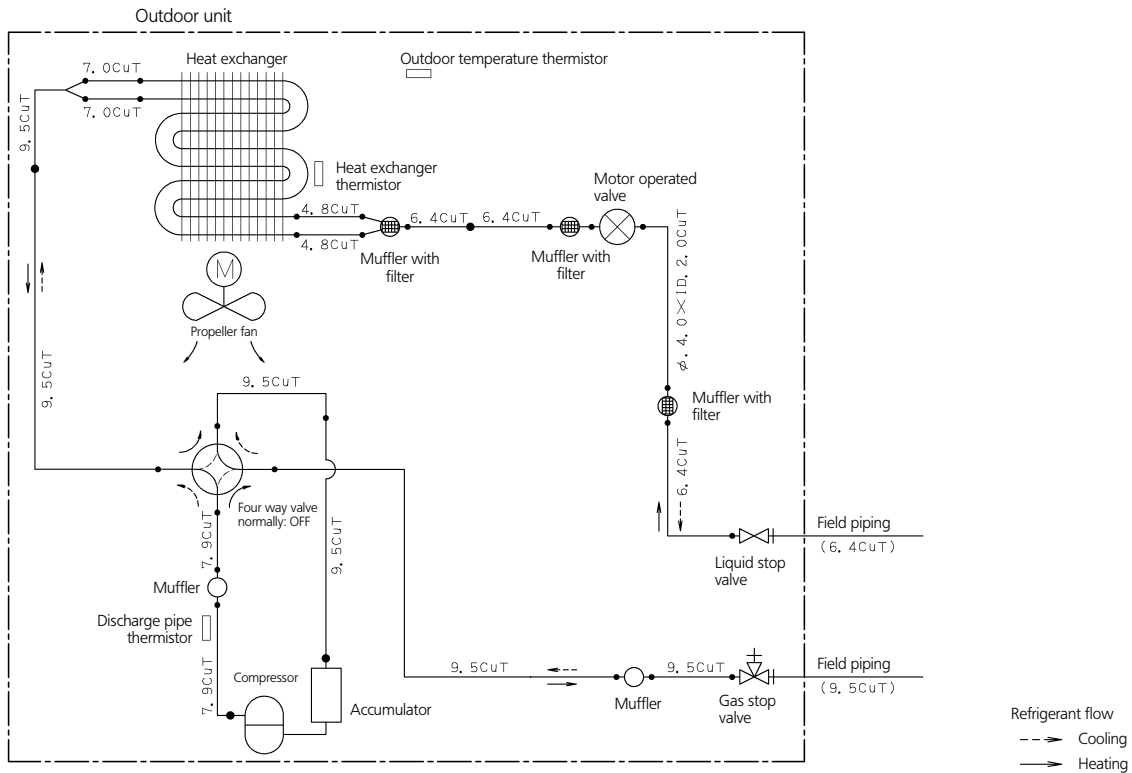 Outdoor unit
7. 0CuT
Heat exchanger
Outdoor temperature thermistor
7. 0CuT
9. 5CuT
Heat exchanger
thermistor
Motor operated
valve
4. 8CuT
6. 4CuT
6. 4CuT
4. 8CuT
Muffler with
filter
Muffler with
filter
ø. 4. 0×ID. 2. 0CuT
M
Propeller fan
9. 5CuT
9. 5CuT
Muffler with
filter
6. 4CuT
Four way valve
normally: OFF
7. 9CuT
9. 5CuT
Field piping
(6. 4CuT)
Liquid stop
valve
Muffler
Discharge pipe
thermistor
7. 9CuT
Compressor
Accumulator
9. 5CuT
9. 5CuT
Field piping
(9. 5CuT)
Muffler
Gas stop
valve
Refrigerant flow
Cooling
Heating